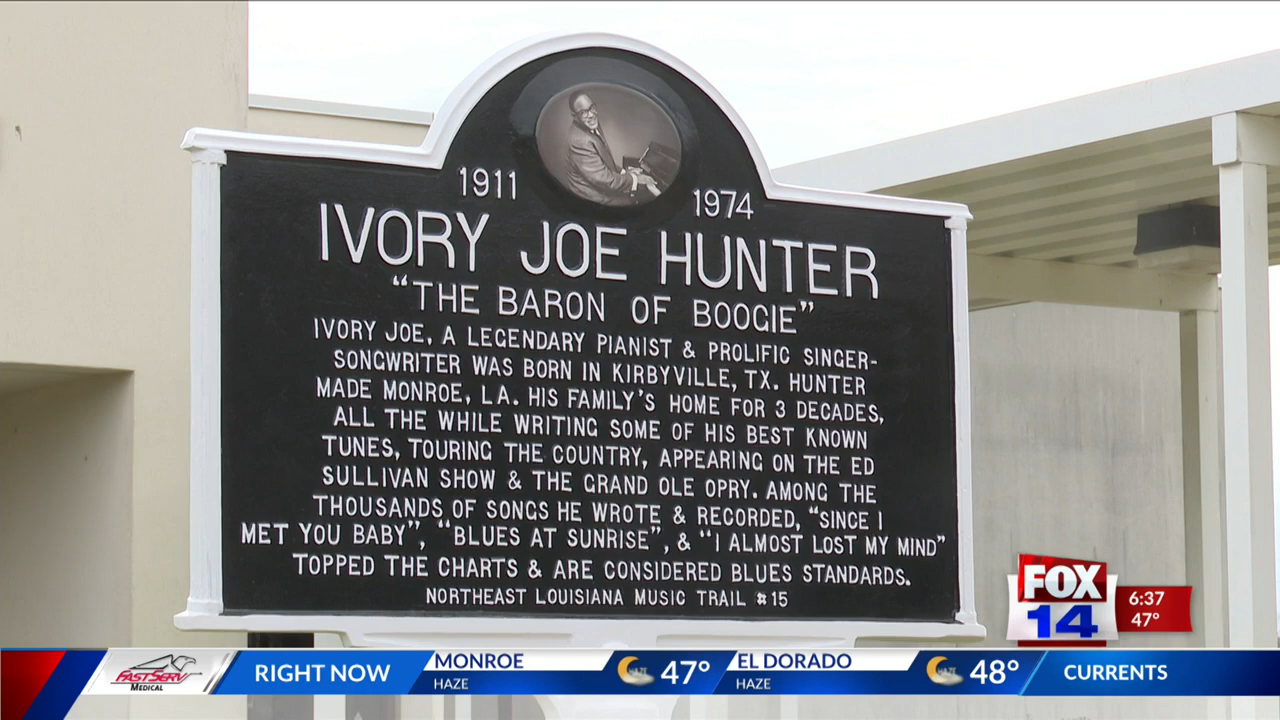 1911
1974
IVORY JOE HUNTER
"THE BARON OF BOOGIE"
IVORY JOE, A LEGENDARY PIANIST & PROLIFIC SINGER-
SONGWRITER WAS BORN IN KIRBYVILLE, TX. HUNTER
MADE MONROE, LA. HIS FAMILY'S HOME FOR 3 DECADES,
ALL THE WHILE WRITING SOME OF HIS BEST KNOWN
TUNES, TOURING THE COUNTRY, APPEARING ON THE ED
SULLIVAN SHOW & THE GRAND OLE OPRY. AMONG THE
THOUSANDS OF SONGS HE WROTE & RECORDED, "SINCE I
MET YOU BABY", "BLUES AT SUNRISE", & "I ALMOST LOST MY MIND"
TOPPED THE CHARTS & ARE CONSIDERED BLUES STANDARDS.
NORTHEAST LOUISIANA MUSIC TRAIL #15
FOX
14
6:37
47°
FASTSERV
MEDICAL
RIGHT NOW
MONROE
HAZE
HAZE
47°
EL DORADO
HAZE
HAZE
48°
CURRENTS